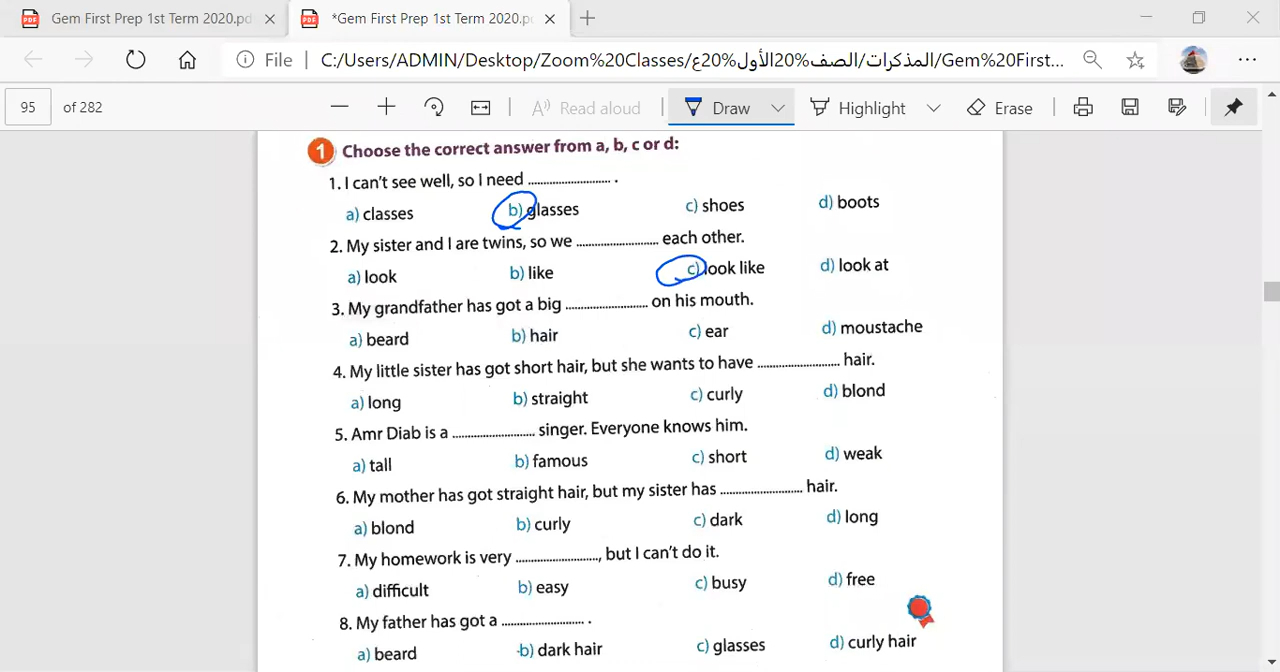 Gem First Prep 1st Term 2020.pd
*Gem First Prep 1st Term 2020.p
File C:/Users/ADMIN/Desktop/Zoom%20Classes/المذكرات/الصف%20الأول%20ع/Gem%20First...
95 of 282 Read aloud Draw Highlight Erase
1 Choose the correct answer from a, b, c or d:
1. I can't see well, so I need .................... .
a) classes b) glasses c) shoes d) boots
2. My sister and I are twins, so we .................... each other.
a) look b) like c) look like d) look at
3. My grandfather has got a big .................... on his mouth.
a) beard b) hair c) ear d) moustache
4. My little sister has got short hair, but she wants to have .................... hair.
a) long b) straight c) curly d) blond
5. Amr Diab is a .................... singer. Everyone knows him.
a) tall b) famous c) short d) weak
6. My mother has got straight hair, but my sister has .................... hair.
a) blond b) curly c) dark d) long
7. My homework is very ...................., but I can't do it.
a) difficult b) easy c) busy d) free
8. My father has got a .................... .
a) beard b) dark hair c) glasses d) curly hair